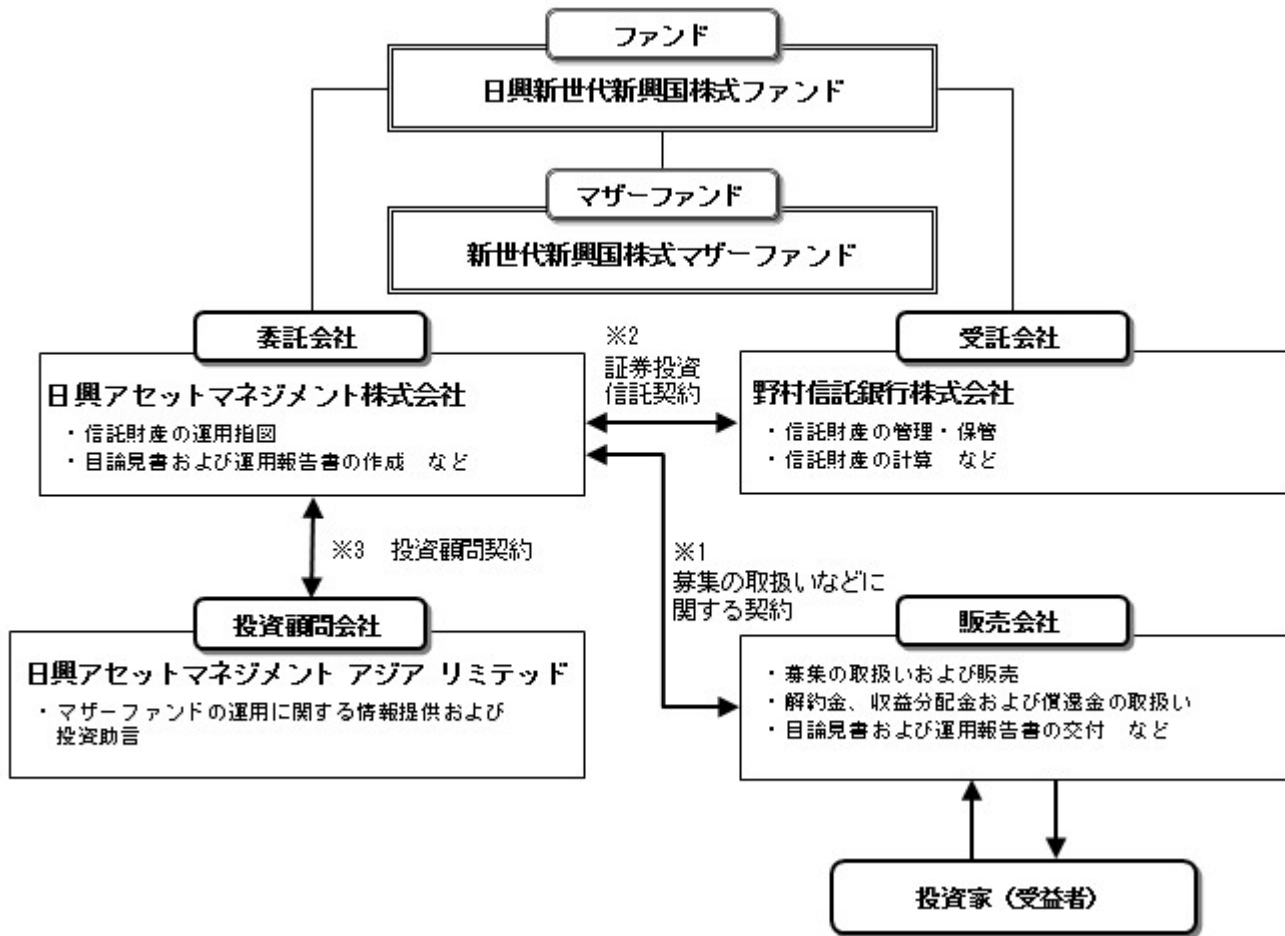 ファンド
日興新世代新興国株式ファンド
マザーファンド
新世代新興国株式マザーファンド
委託会社
日興アセットマネジメント株式会社
・信託財産の運用指図
・目論見書および運用報告書の作成　など
※2
証券投資
信託契約
受託会社
野村信託銀行株式会社
・信託財産の管理・保管
・信託財産の計算　など
※3　投資顧問契約
※1
募集の取扱いなどに
関する契約
投資顧問会社
日興アセットマネジメント アジア リミテッド
・マザーファンドの運用に関する情報提供および
投資助言
販売会社
・募集の取扱いおよび販売
・解約金、収益分配金および償還金の取扱い
・目論見書および運用報告書の交付　など
投資家（受益者）